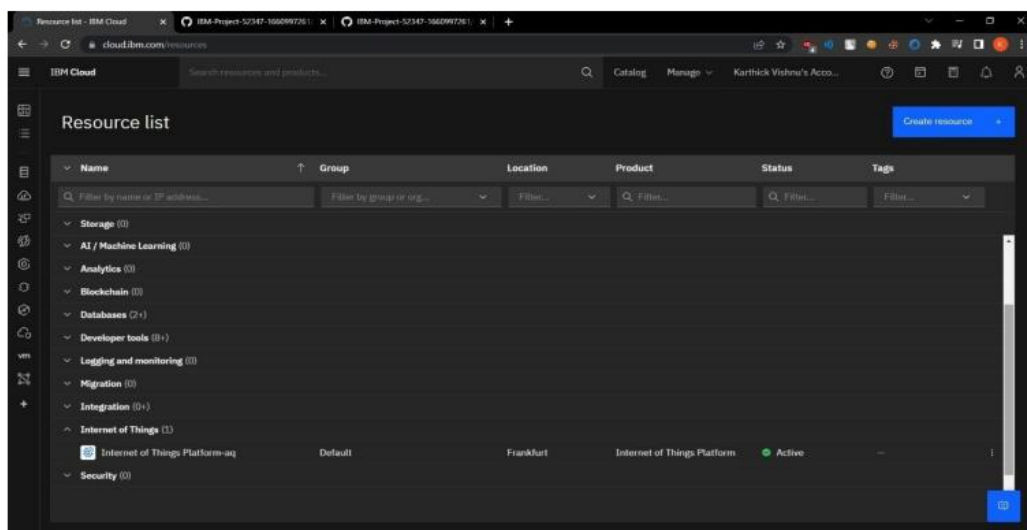 Resource list - IBM Cloud
IBM-Project-52347-1660997261
IBM-Project-52347-1660997261
cloud.ibm.com/resources
IBM Cloud
Search resources and products...
Catalog
Manage
Karthick Vishnu's Acco...
Resource list
Create resource +
Name Group Location Product Status Tags
Filter by name or IP address... Filter by group or org... Filter... Filter... Filter... Filter...
Storage (0)
AI / Machine Learning (0)
Analytics (0)
Blockchain (0)
Databases (2+)
Developer tools (8+)
Logging and monitoring (0)
Migration (0)
Integration (0+)
Internet of Things (1)
Internet of Things Platform-aq Default Frankfurt Internet of Things Platform Active —
Security (0)
vm